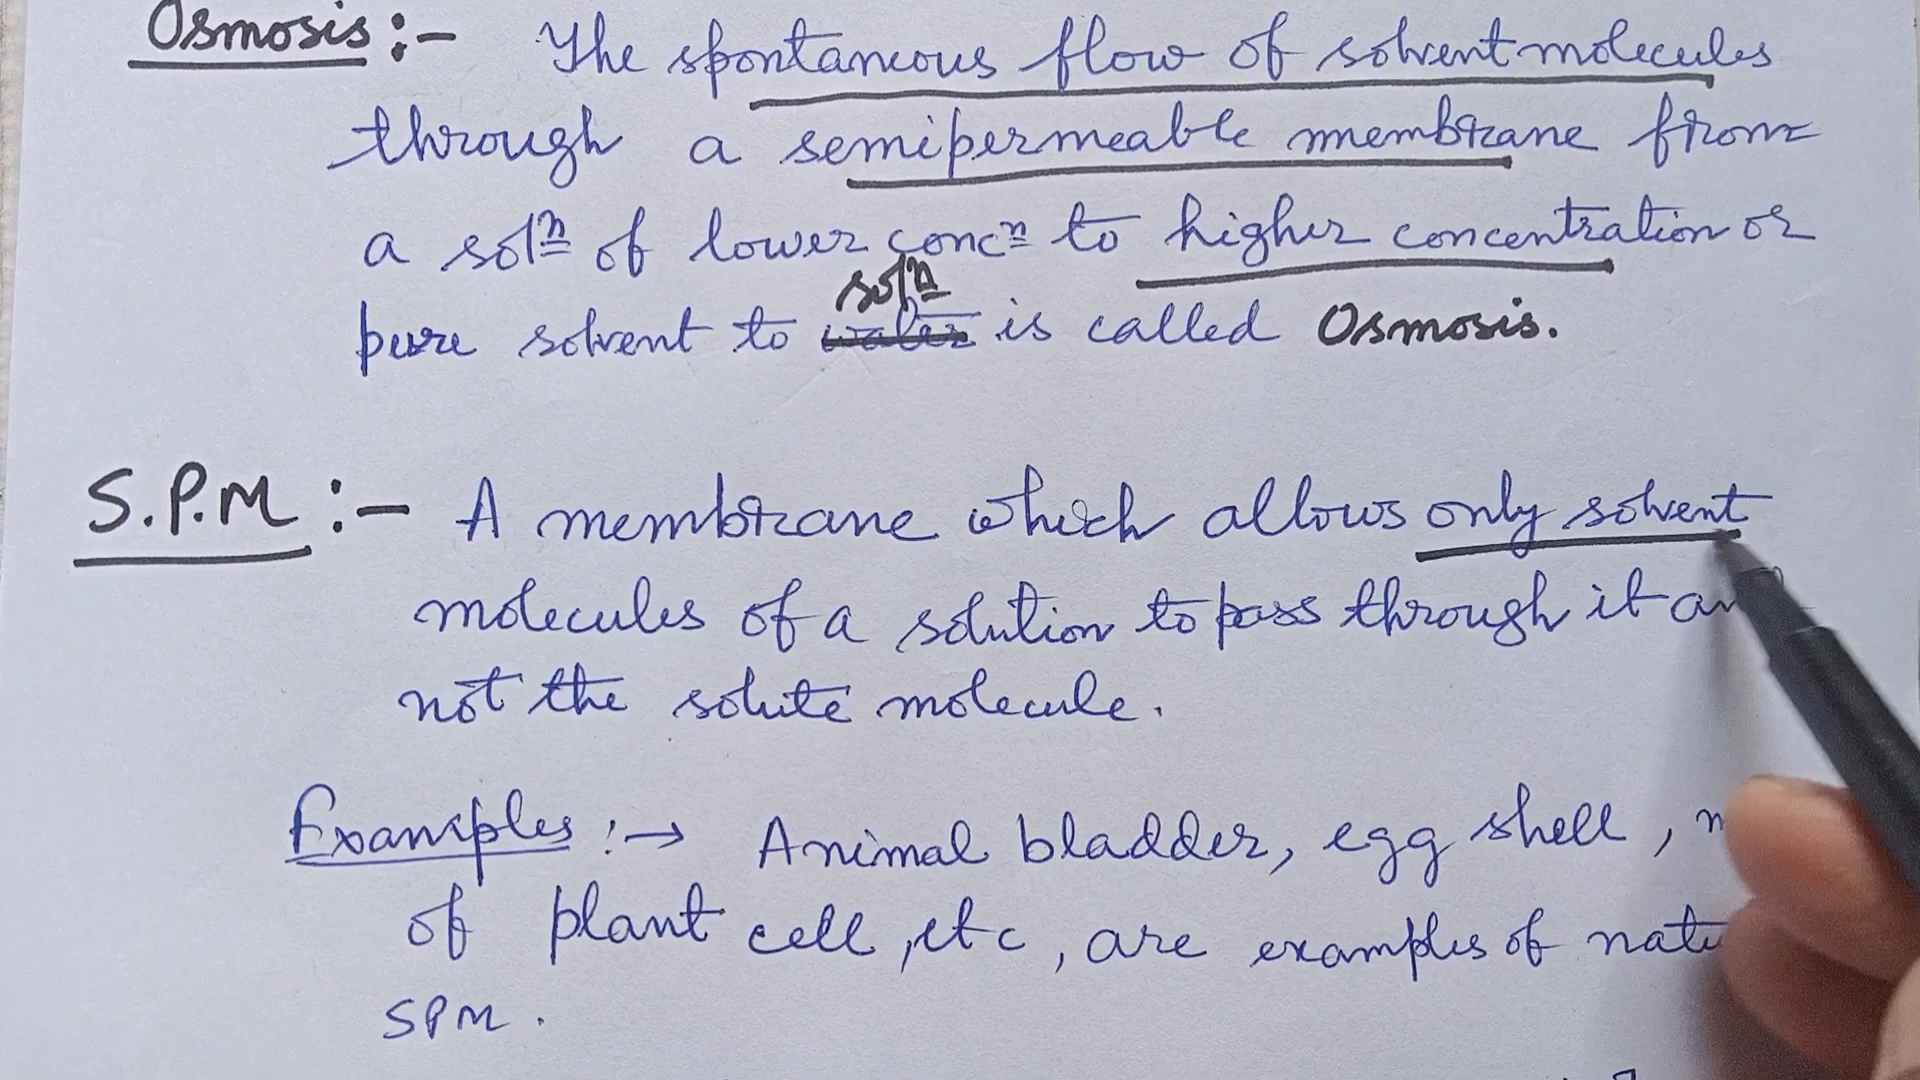 Osmosis :- The spontaneous flow of solvent molecules
through a semipermeable membrane from
a solⁿ of lower concⁿ to higher concentration or
solⁿ
pure solvent to water is called Osmosis.
S.P.M :- A membrane which allows only solvent
molecules of a solution to pass through it
not the solute molecule.
Examples :→ Animal bladder, egg shell,
of plant cell, etc, are examples of
SPM.